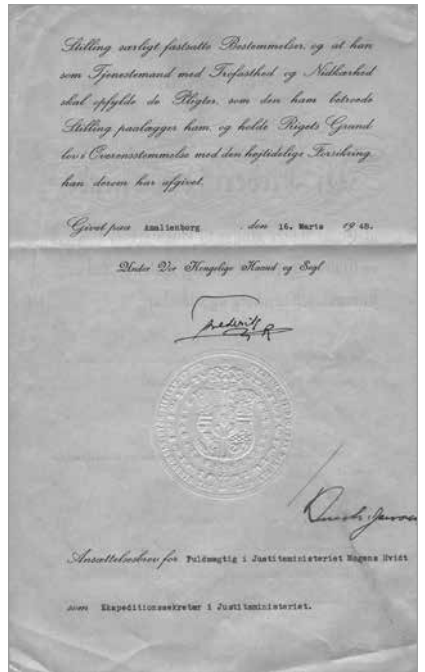 Stilling særligt fastsatte Bestemmelser, og at han
som Tjenestemand med Trofasthed og Nidkærhed
skal opfylde de Pligter, som den ham betroede
Stilling paalægger ham, og holde Rigets Grund
lov i Overensstemmelse med den højtidelige Forsikring
han derom har afgivet.
Givet paa Amalienborg , den 16. Marts 1948.
Under Vor Kongelige Haand og Segl
Frederik R
Ansættelsesbrev for Fuldmægtig i Justitsministeriet Mogens Hvidt
som Ekspeditionssekretær i Justitsministeriet.